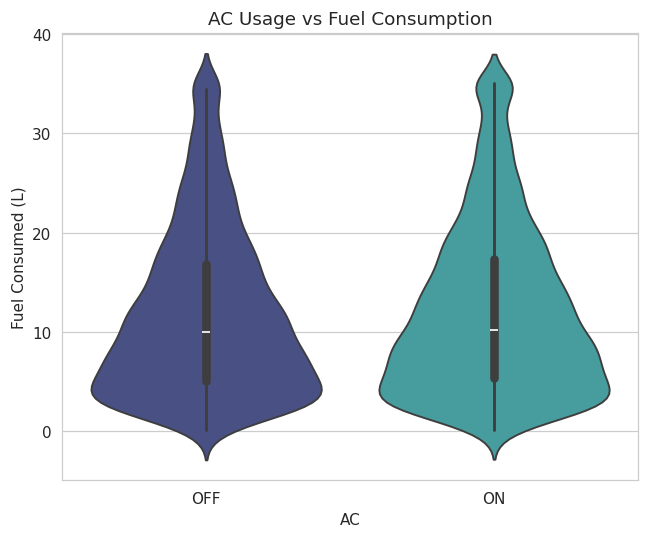 AC Usage vs Fuel Consumption
40
30
20
10
0
Fuel Consumed (L)
OFF
ON
AC